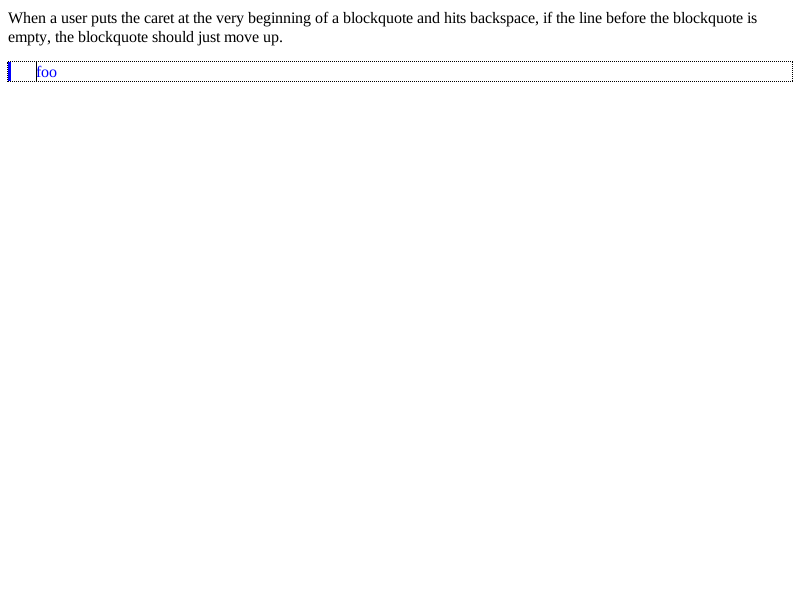 When a user puts the caret at the very beginning of a blockquote and hits backspace, if the line before the blockquote is
empty, the blockquote should just move up.
foo